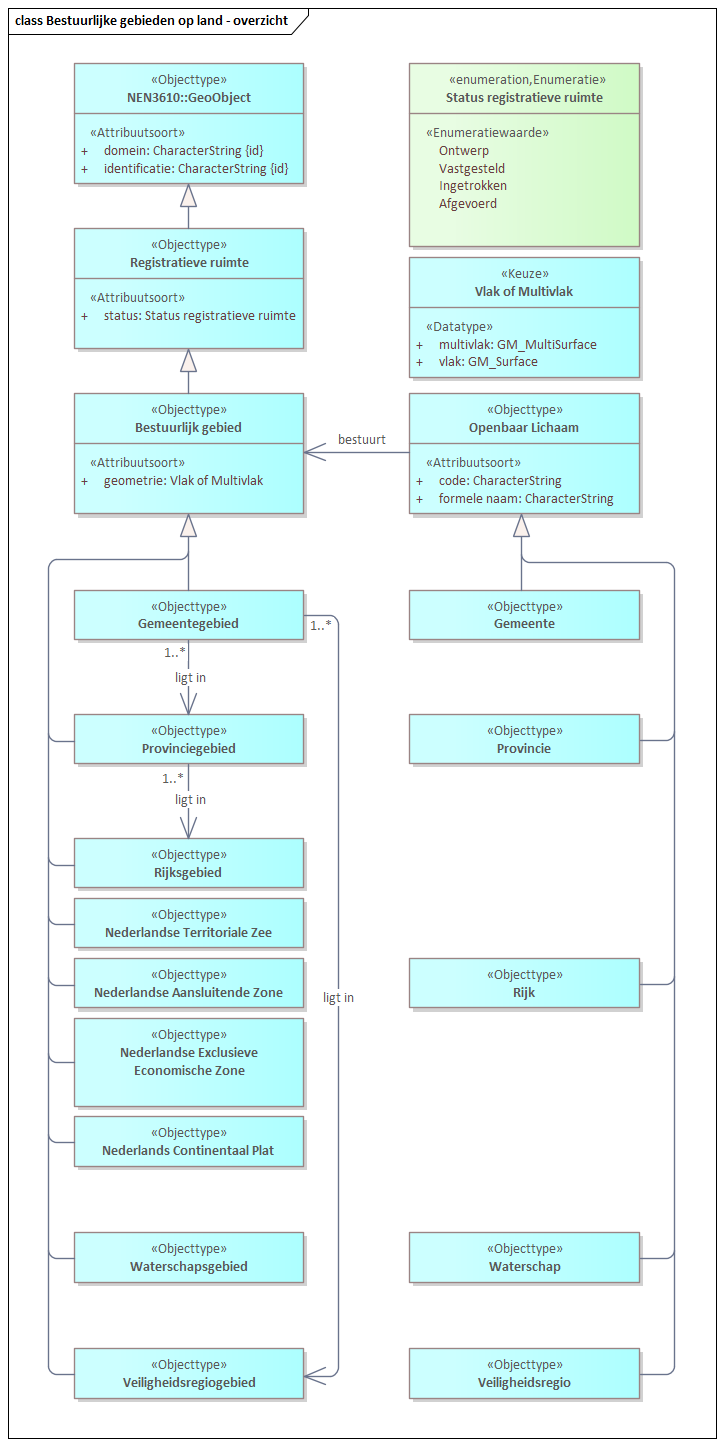 class Bestuurlijke gebieden op land - overzicht
«Objecttype»
NEN3610::GeoObject
«Attribuutsoort»
+ domein: CharacterString {id}
+ identificatie: CharacterString {id}
«enumeration,Enumeratie»
Status registratieve ruimte
«Enumeratiewaarde»
Ontwerp
Vastgesteld
Ingetrokken
Afgevoerd
«Objecttype»
Registratieve ruimte
«Attribuutsoort»
+ status: Status registratieve ruimte
«Keuze»
Vlak of Multivlak
«Datatype»
+ multivlak: GM_MultiSurface
+ vlak: GM_Surface
«Objecttype»
Bestuurlijk gebied
«Attribuutsoort»
+ geometrie: Vlak of Multivlak
bestuurt
«Objecttype»
Openbaar Lichaam
«Attribuutsoort»
+ code: CharacterString
+ formele naam: CharacterString
«Objecttype»
Gemeentegebied
1..*
1..*
ligt in
«Objecttype»
Gemeente
«Objecttype»
Provinciegebied
1..*
ligt in
«Objecttype»
Provincie
«Objecttype»
Rijksgebied
«Objecttype»
Nederlandse Territoriale Zee
«Objecttype»
Nederlandse Aansluitende Zone
ligt in
«Objecttype»
Rijk
«Objecttype»
Nederlandse Exclusieve
Economische Zone
«Objecttype»
Nederlands Continentaal Plat
«Objecttype»
Waterschapsgebied
«Objecttype»
Waterschap
«Objecttype»
Veiligheidsregiogebied
«Objecttype»
Veiligheidsregio